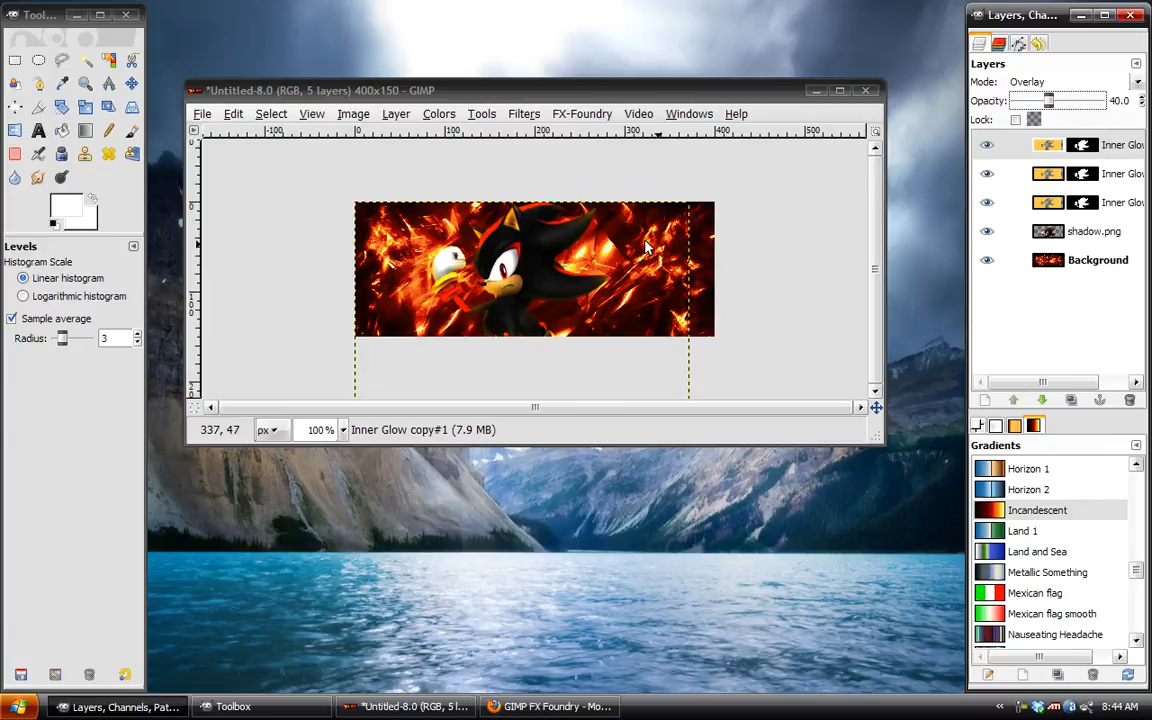 Tool...
Levels
Histogram Scale
Linear histogram
Logarithmic histogram
Sample average
Radius:
3
*Untitled-8.0 (RGB, 5 layers) 400x150 - GIMP
File Edit Select View Image Layer Colors Tools Filters FX-Foundry Video Windows Help
-100 0 100 200 300 400 500
337, 47 px 100% Inner Glow copy#1 (7.9 MB)
Layers, Cha...
Layers
Mode: Overlay
Opacity: 40.0
Lock:
Inner Glow
Inner Glow
Inner Glow
shadow.png
Background
Gradients
Horizon 1
Horizon 2
Incandescent
Land 1
Land and Sea
Metallic Something
Mexican flag
Mexican flag smooth
Nauseating Headache
Layers, Channels, Pat...
Toolbox
*Untitled-8.0 (RGB, 5 l...
GIMP FX Foundry - Mo...
8:44 AM